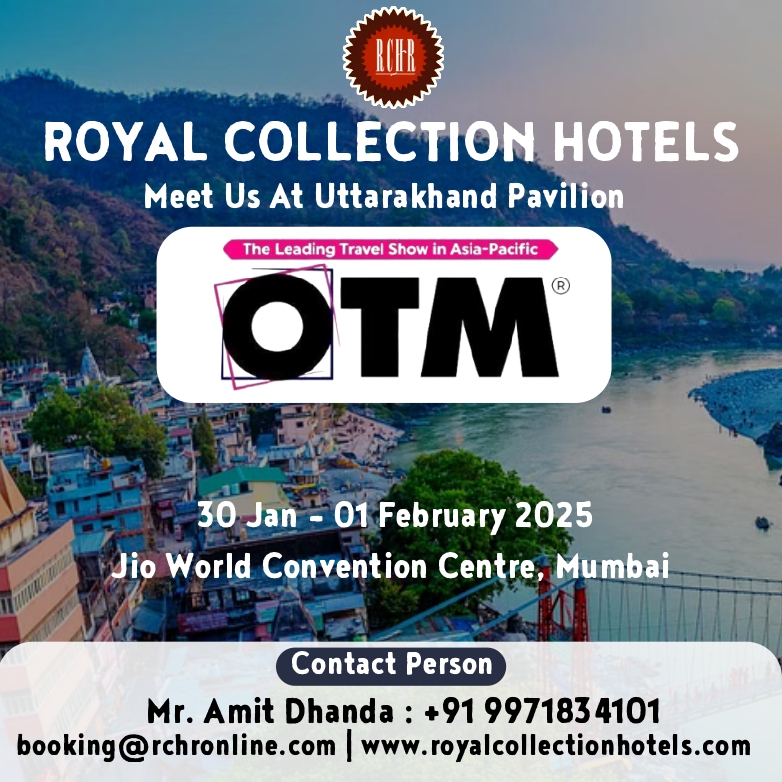 RCHR
ROYAL COLLECTION HOTELS
Meet Us At Uttarakhand Pavilion
The Leading Travel Show in Asia-Pacific
OTM®
30 Jan - 01 February 2025
Jio World Convention Centre, Mumbai
Contact Person
Mr. Amit Dhanda : +91 9971834101
booking@rchronline.com | www.royalcollectionhotels.com